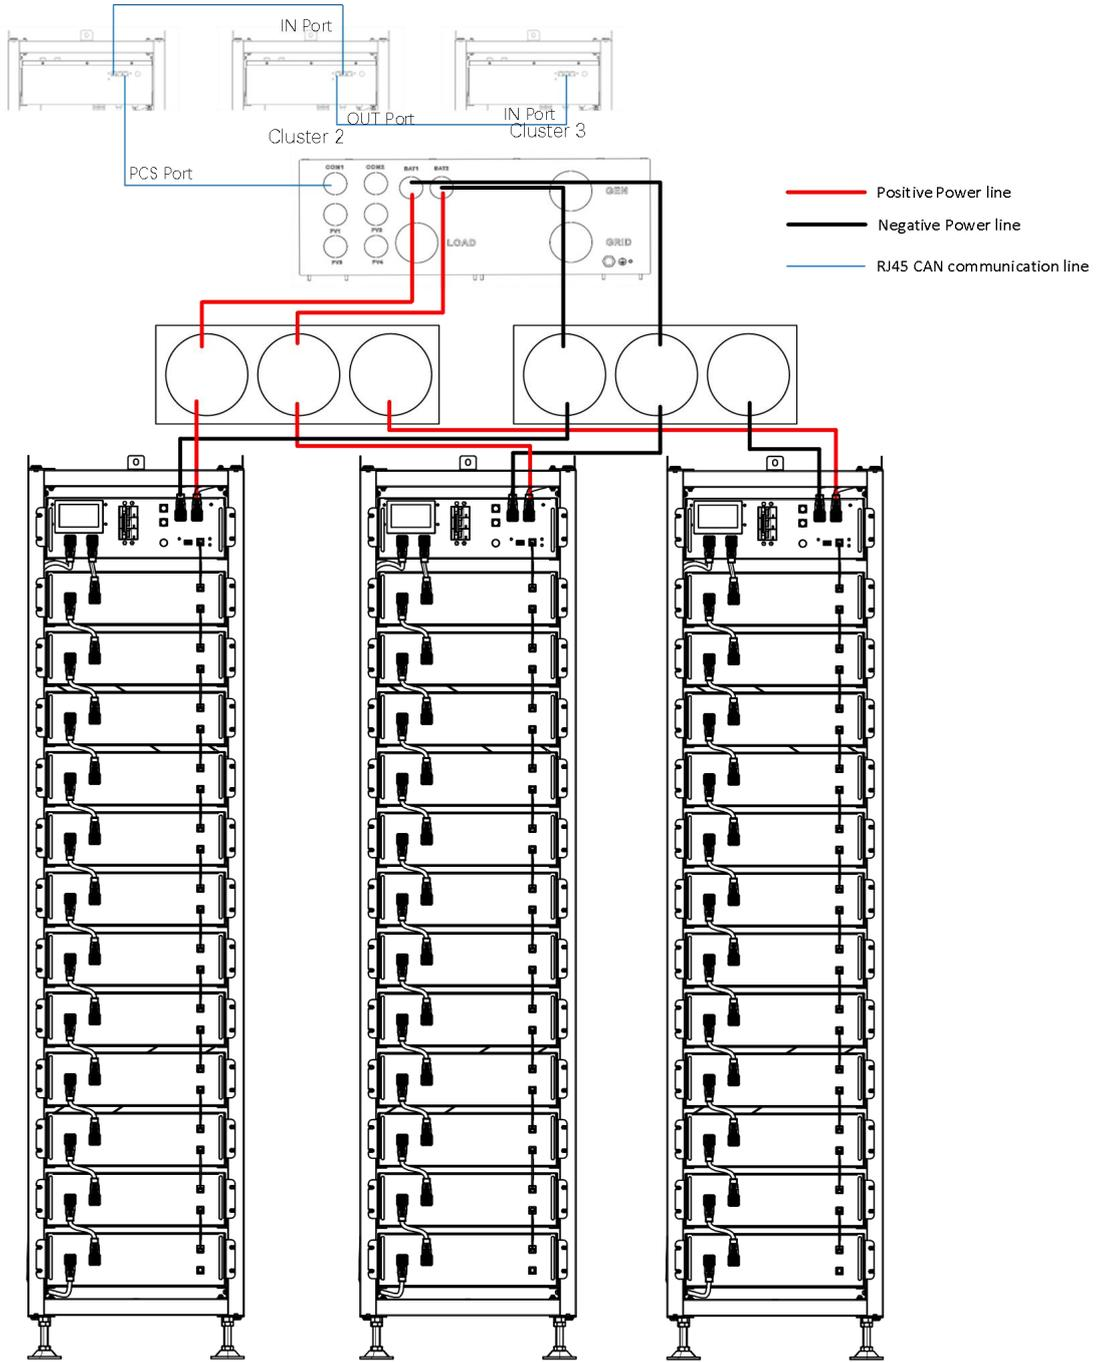 IN Port
OUT Port
IN Port
Cluster 2
Cluster 3
PCS Port
COM1
COM2
BAT1
BAT2
GEN
PV1
PV2
LOAD
GRID
PV3
PV4
Positive Power line
Negative Power line
RJ45 CAN communication line